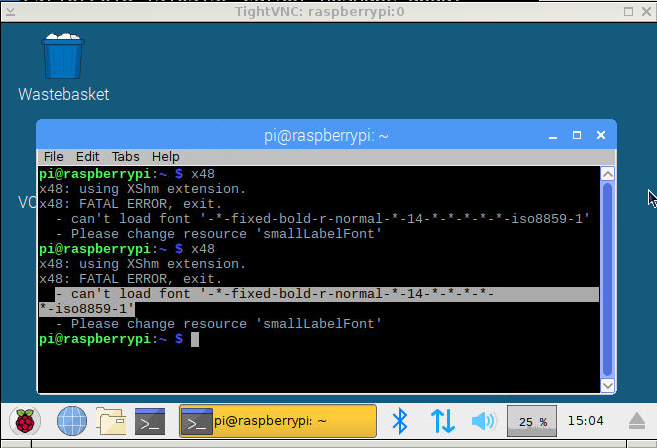 TightVNC: raspberrypi:0
Wastebasket
pi@raspberrypi: ~
File Edit Tabs Help
pi@raspberrypi:~ $ x48
x48: using XShm extension.
x48: FATAL ERROR, exit.
- can't load font '-*-fixed-bold-r-normal-*-14-*-*-*-*-*-iso8859-1'
- Please change resource 'smallLabelFont'
pi@raspberrypi:~ $ x48
x48: using XShm extension.
x48: FATAL ERROR, exit.
- can't load font '-*-fixed-bold-r-normal-*-14-*-*-*-*-
*-iso8859-1'
- Please change resource 'smallLabelFont'
pi@raspberrypi:~ $
pi@raspberrypi: ~
25 %
15:04